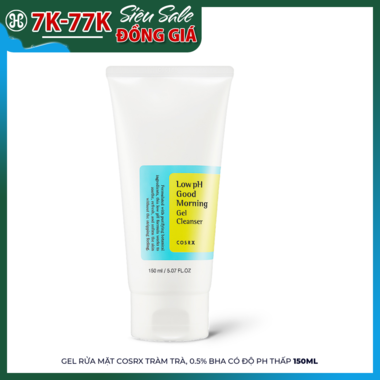 7K-77K
Siêu Sale
ĐỒNG GIÁ
Low pH
Good
Morning
Gel
Cleanser
COSRX
150 ml / 5.07 FL.OZ
GEL RỬA MẶT COSRX TRÀM TRÀ, 0.5% BHA CÓ ĐỘ PH THẤP 150ML